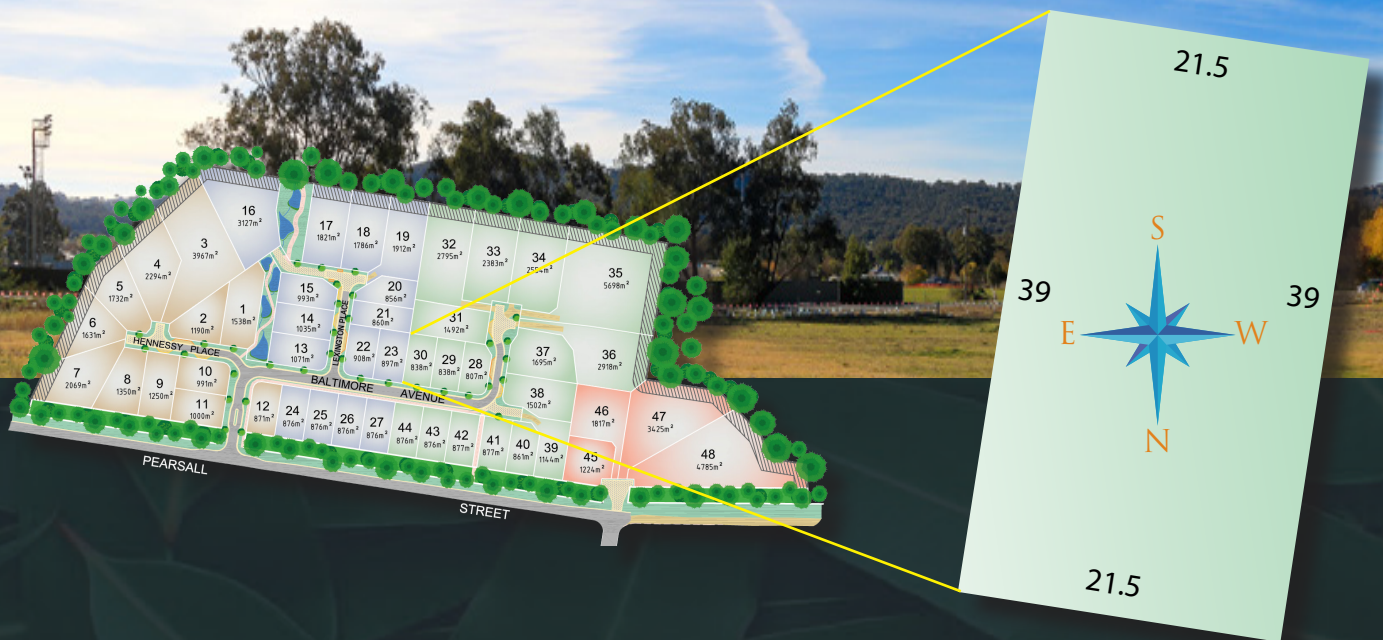 21.5
39
39
21.5
S
E
W
N
16
3127m²
17
1821m²
18
1786m²
19
1912m²
32
2795m²
33
2383m²
34
35
5698m²
3
3967m²
4
2294m²
5
1732m²
6
1631m²
2
1190m²
1
1538m²
15
993m²
14
1035m²
13
1071m²
20
856m²
21
860m²
22
908m²
23
897m²
31
1492m²
30
838m²
29
838m²
28
807m²
37
1695m²
36
2918m²
38
1502m²
7
2069m²
8
1350m²
9
1250m²
10
991m²
11
1000m²
12
871m²
24
876m²
25
876m²
26
876m²
27
876m²
44
876m²
43
876m²
42
877m²
41
877m²
40
861m²
39
1144m²
46
1817m²
45
1224m²
47
3425m²
48
4785m²
HENNESSY PLACE
LEXINGTON PLACE
BALTIMORE AVENUE
PEARSALL STREET